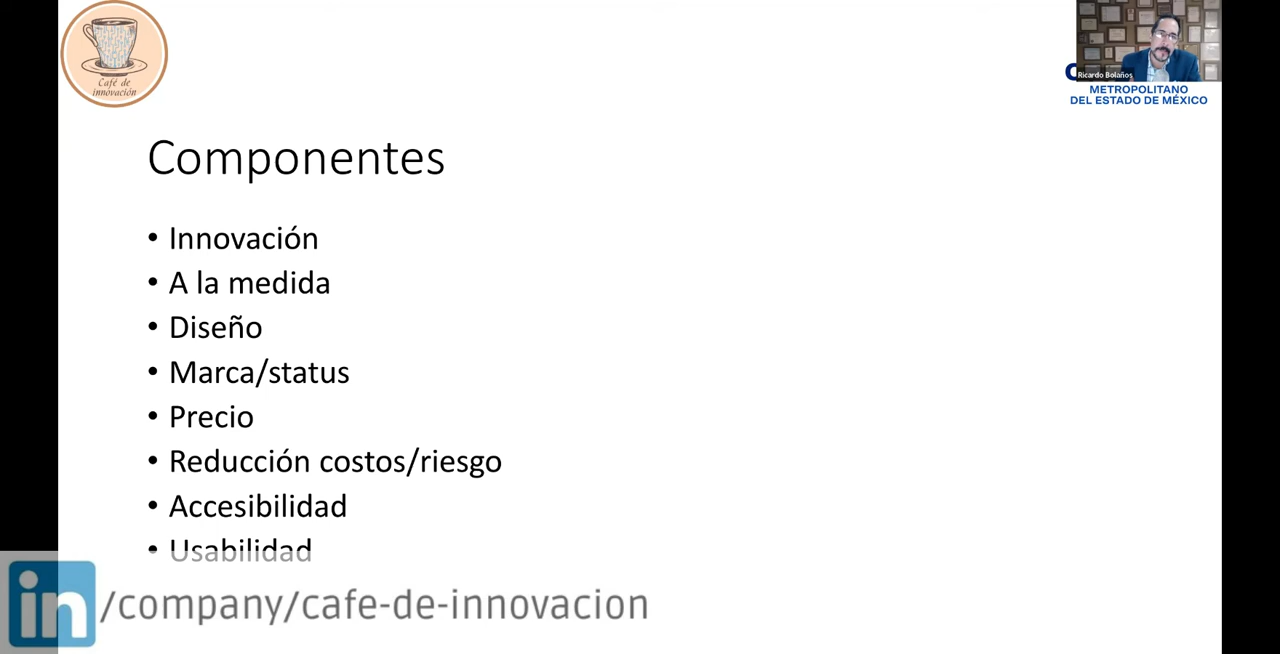 Café de
innovación
Ricardo Bolaños
METROPOLITANO
DEL ESTADO DE MÉXICO
Componentes
• Innovación
• A la medida
• Diseño
• Marca/status
• Precio
• Reducción costos/riesgo
• Accesibilidad
• Usabilidad
in/company/cafe-de-innovacion